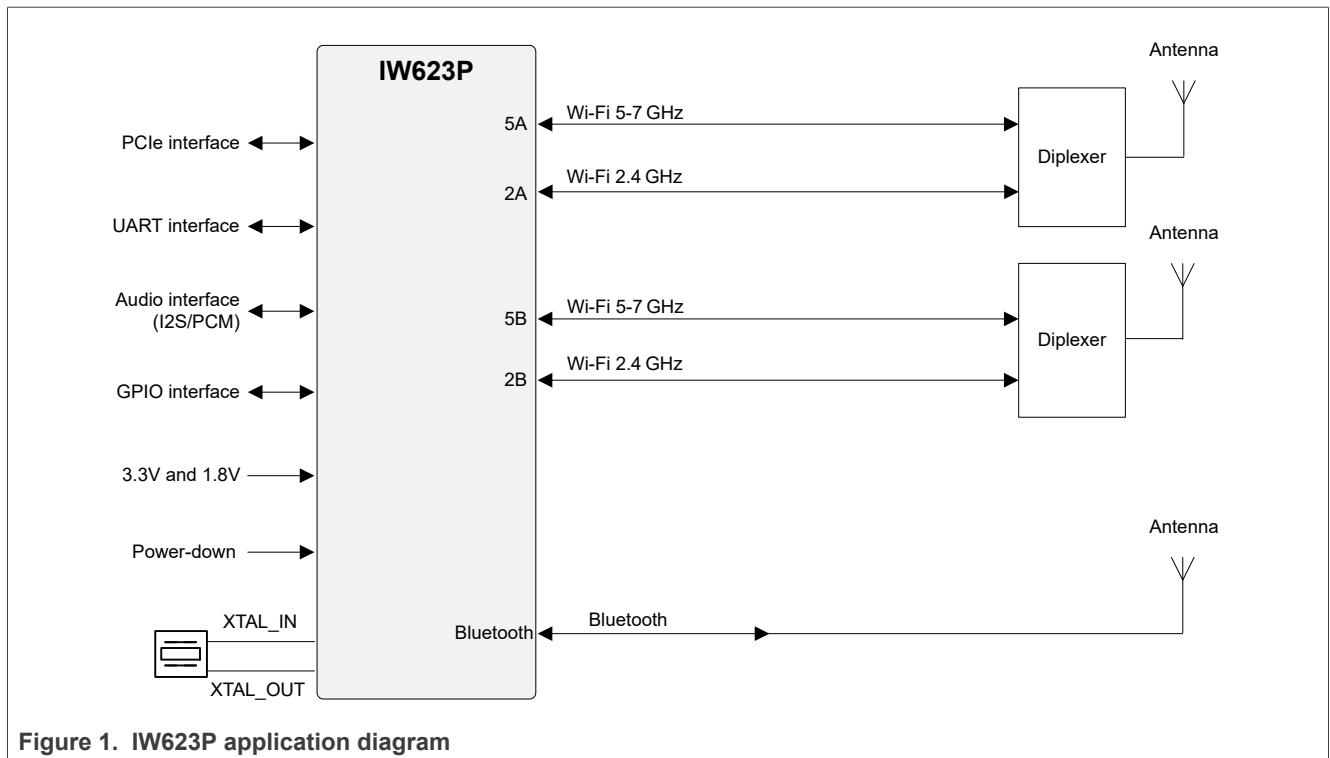 IW623P
PCIe interface
UART interface
Audio interface
(I2S/PCM)
GPIO interface
3.3V and 1.8V
Power-down
XTAL_IN
XTAL_OUT
5A
Wi-Fi 5-7 GHz
2A
Wi-Fi 2.4 GHz
Diplexer
Antenna
5B
Wi-Fi 5-7 GHz
2B
Wi-Fi 2.4 GHz
Diplexer
Antenna
Bluetooth
Bluetooth
Antenna
Figure 1. IW623P application diagram